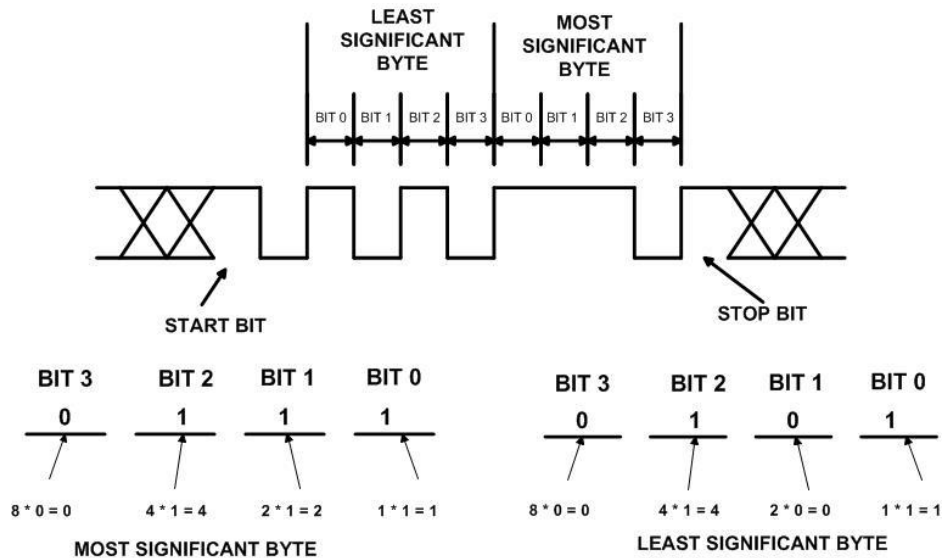 LEAST
SIGNIFICANT
BYTE
MOST
SIGNIFICANT
BYTE
BIT 0 BIT 1 BIT 2 BIT 3 BIT 0 BIT 1 BIT 2 BIT 3
START BIT
STOP BIT
BIT 3 BIT 2 BIT 1 BIT 0
0 1 1 1
8 * 0 = 0 4 * 1 = 4 2 * 1 = 2 1 * 1 = 1
MOST SIGNIFICANT BYTE
BIT 3 BIT 2 BIT 1 BIT 0
0 1 0 1
8 * 0 = 0 4 * 1 = 4 2 * 0 = 0 1 * 1 = 1
LEAST SIGNIFICANT BYTE